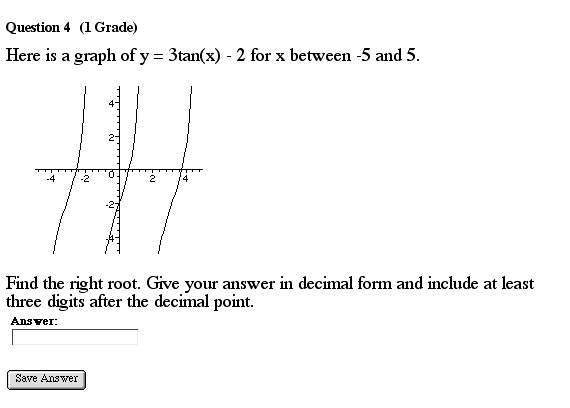 Question 4 (1 Grade)
Here is a graph of y = 3tan(x) - 2 for x between -5 and 5.
4
2
-4 -2 0 2 4
-2
-4
Find the right root. Give your answer in decimal form and include at least
three digits after the decimal point.
Answer:
Save Answer